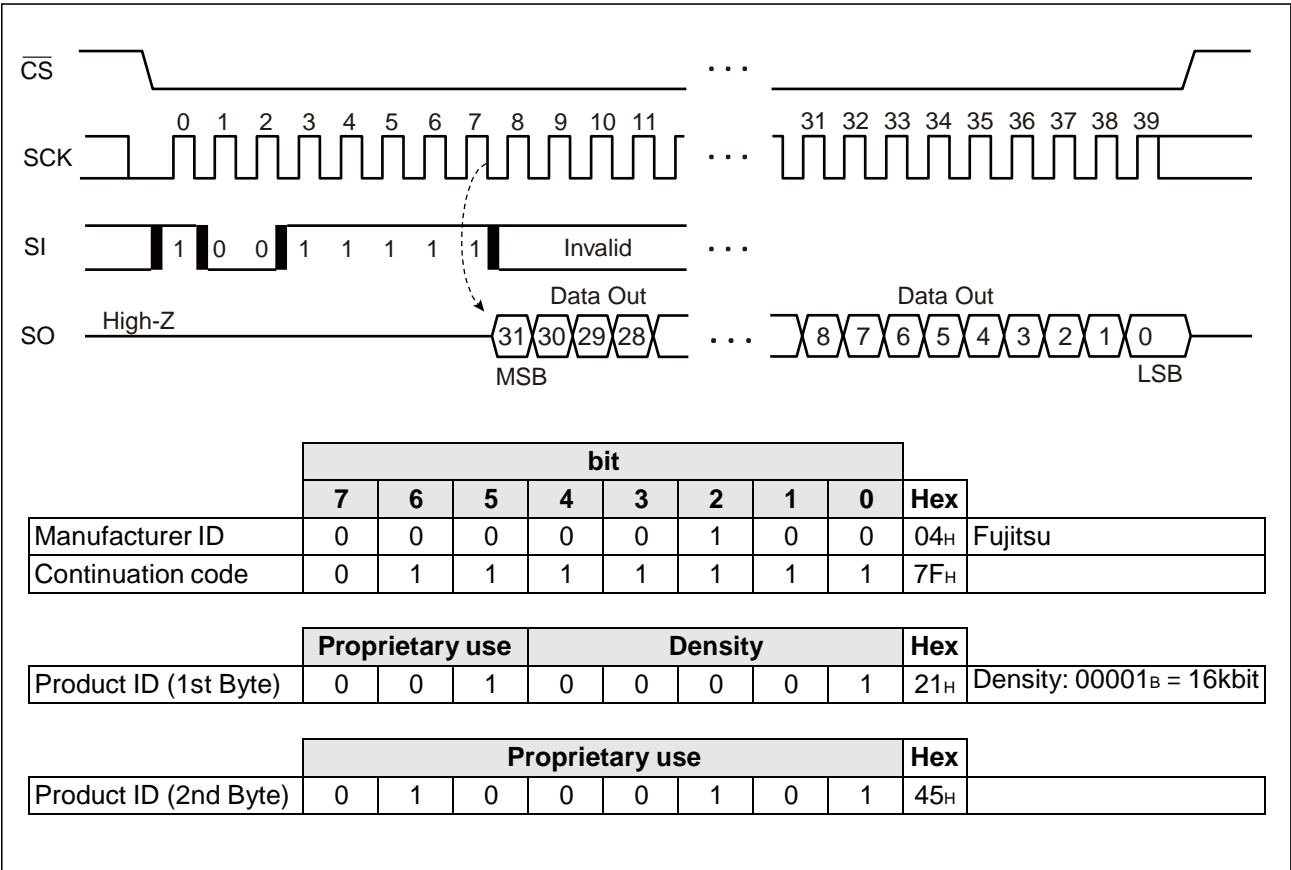 CS
0 1 2 3 4 5 6 7 8 9 10 11 31 32 33 34 35 36 37 38 39
SCK
SI 1 0 0 1 1 1 1 1 Invalid
Data Out Data Out
High-Z
SO 31 30 29 28 8 7 6 5 4 3 2 1 0
MSB LSB
bit
7 6 5 4 3 2 1 0 Hex
Manufacturer ID 0 0 0 0 0 1 0 0 04H Fujitsu
Continuation code 0 1 1 1 1 1 1 1 7FH
Proprietary use Density Hex
Product ID (1st Byte) 0 0 1 0 0 0 0 1 21H Density: 00001B = 16kbit
Proprietary use Hex
Product ID (2nd Byte) 0 1 0 0 0 1 0 1 45H